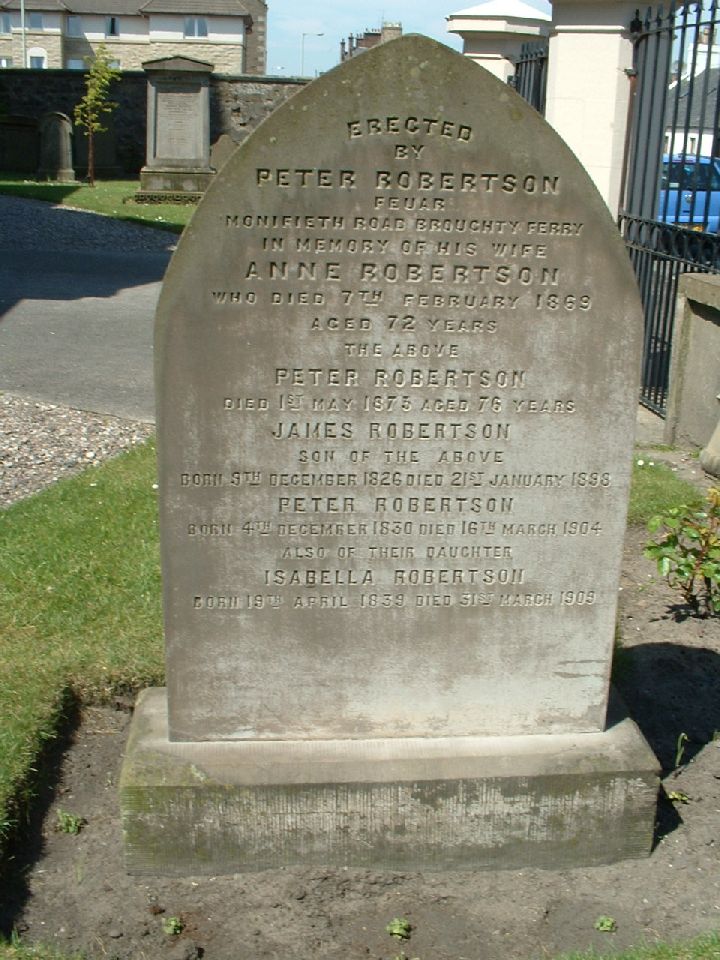 ERECTED
BY
PETER ROBERTSON
FEUAR
MONIFIETH ROAD BROUGHTY FERRY
IN MEMORY OF HIS WIFE
ANNE ROBERTSON
WHO DIED 7TH FEBRUARY 1869
AGED 72 YEARS
THE ABOVE
PETER ROBERTSON
DIED 1ST MAY 1875 AGED 76 YEARS
JAMES ROBERTSON
SON OF THE ABOVE
BORN 9TH DECEMBER 1826 DIED 21ST JANUARY 1898
PETER ROBERTSON
BORN 4TH DECEMBER 1830 DIED 16TH MARCH 1904
ALSO OF THEIR DAUGHTER
ISABELLA ROBERTSON
BORN 19TH APRIL 1839 DIED 31ST MARCH 1909